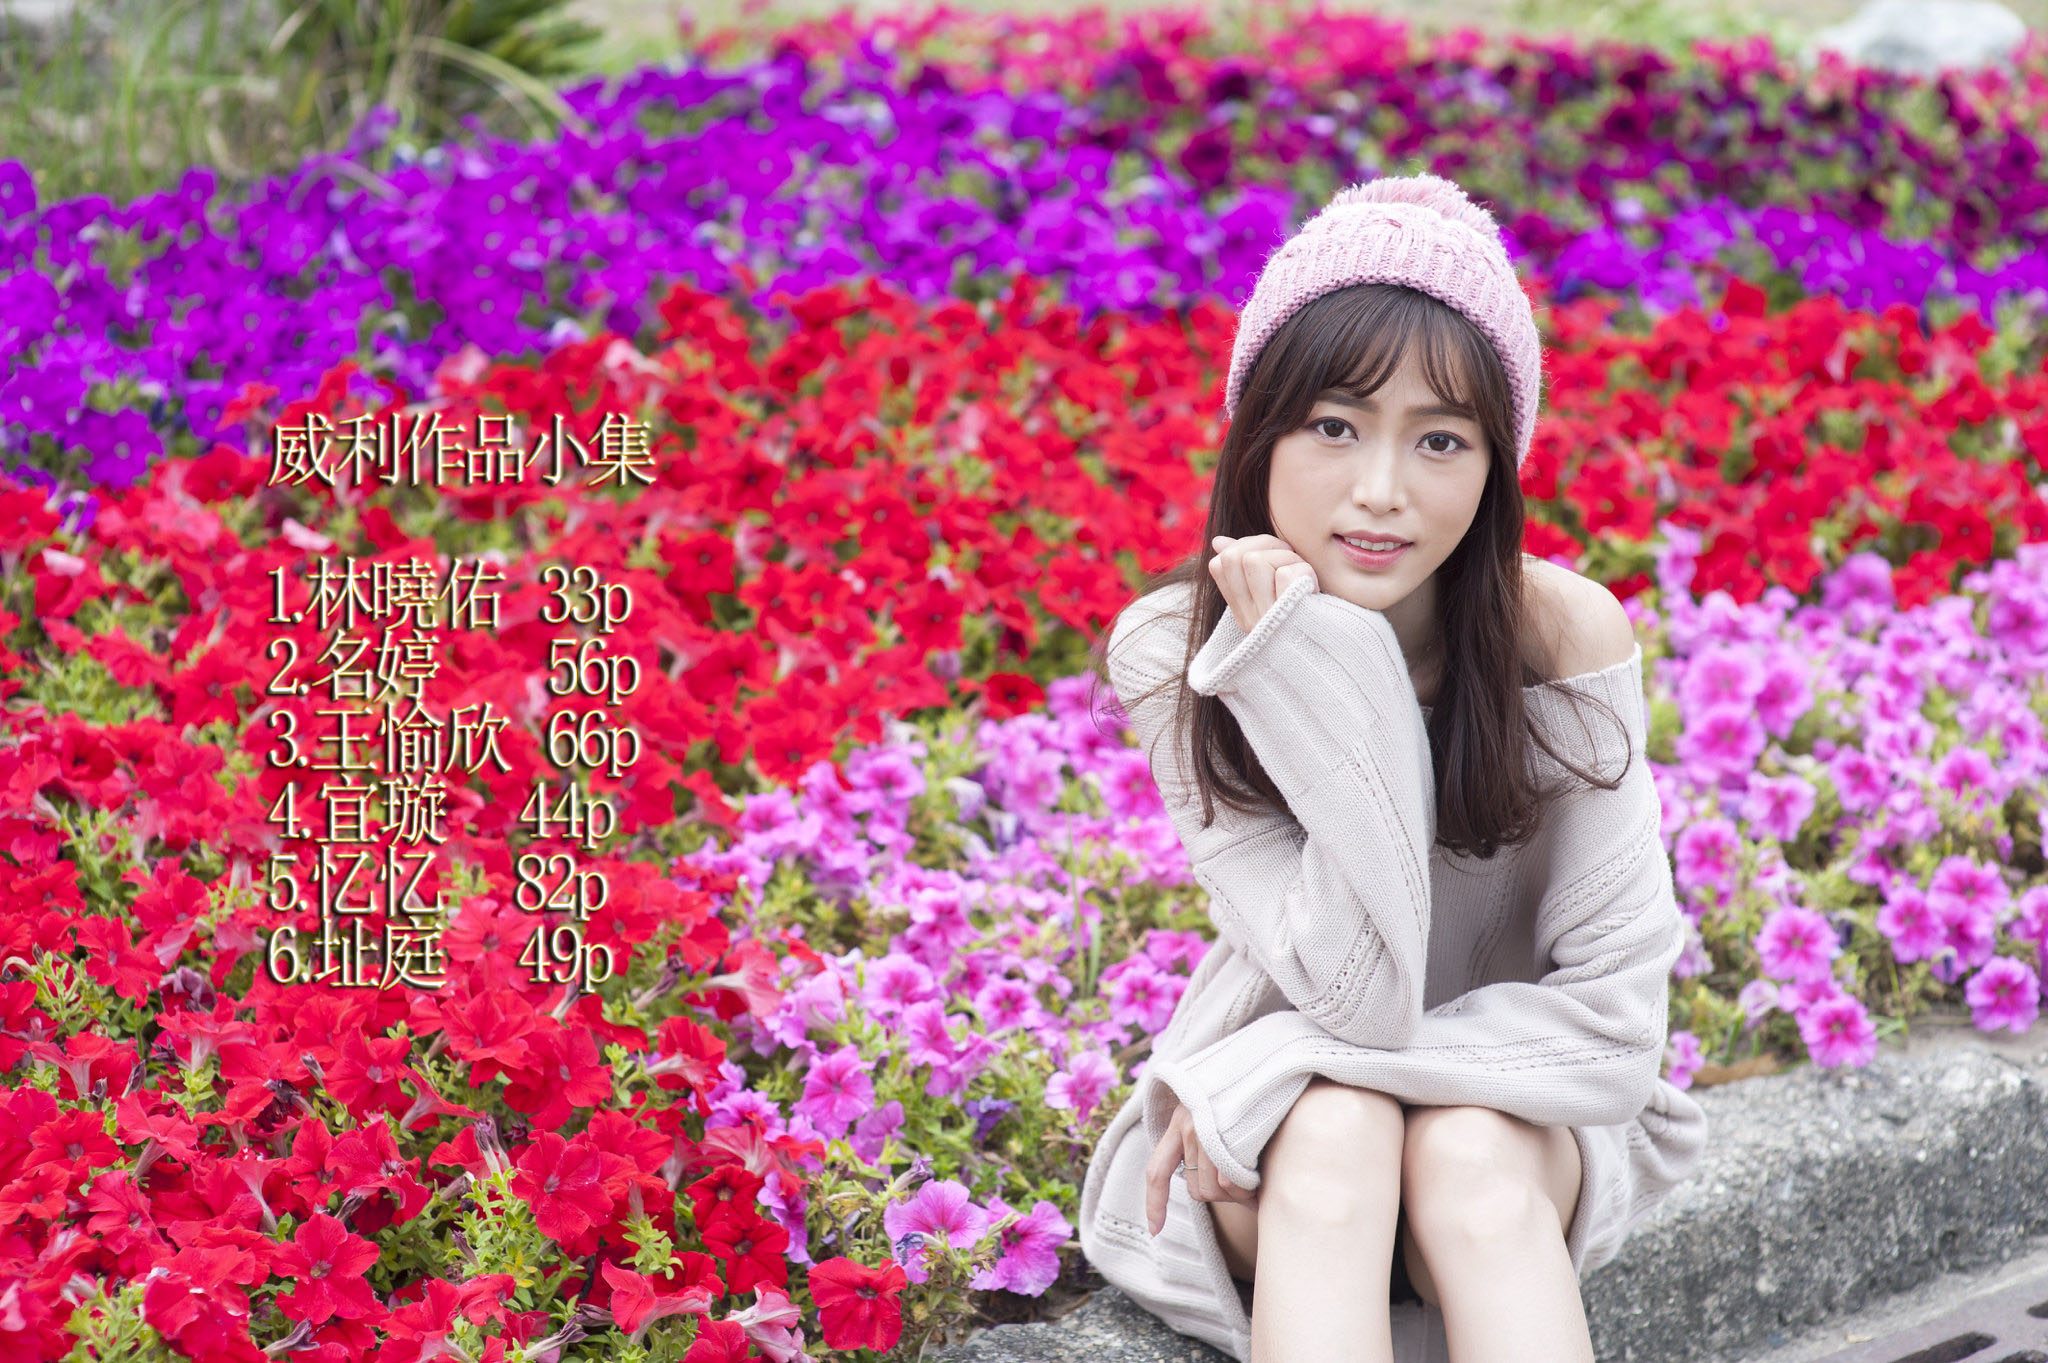 威利作品小集
1.林曉佑 33p
2.名婷 56p
3.王愉欣 66p
4.宜璇 44p
5.忆忆 82p
6.址庭 49p